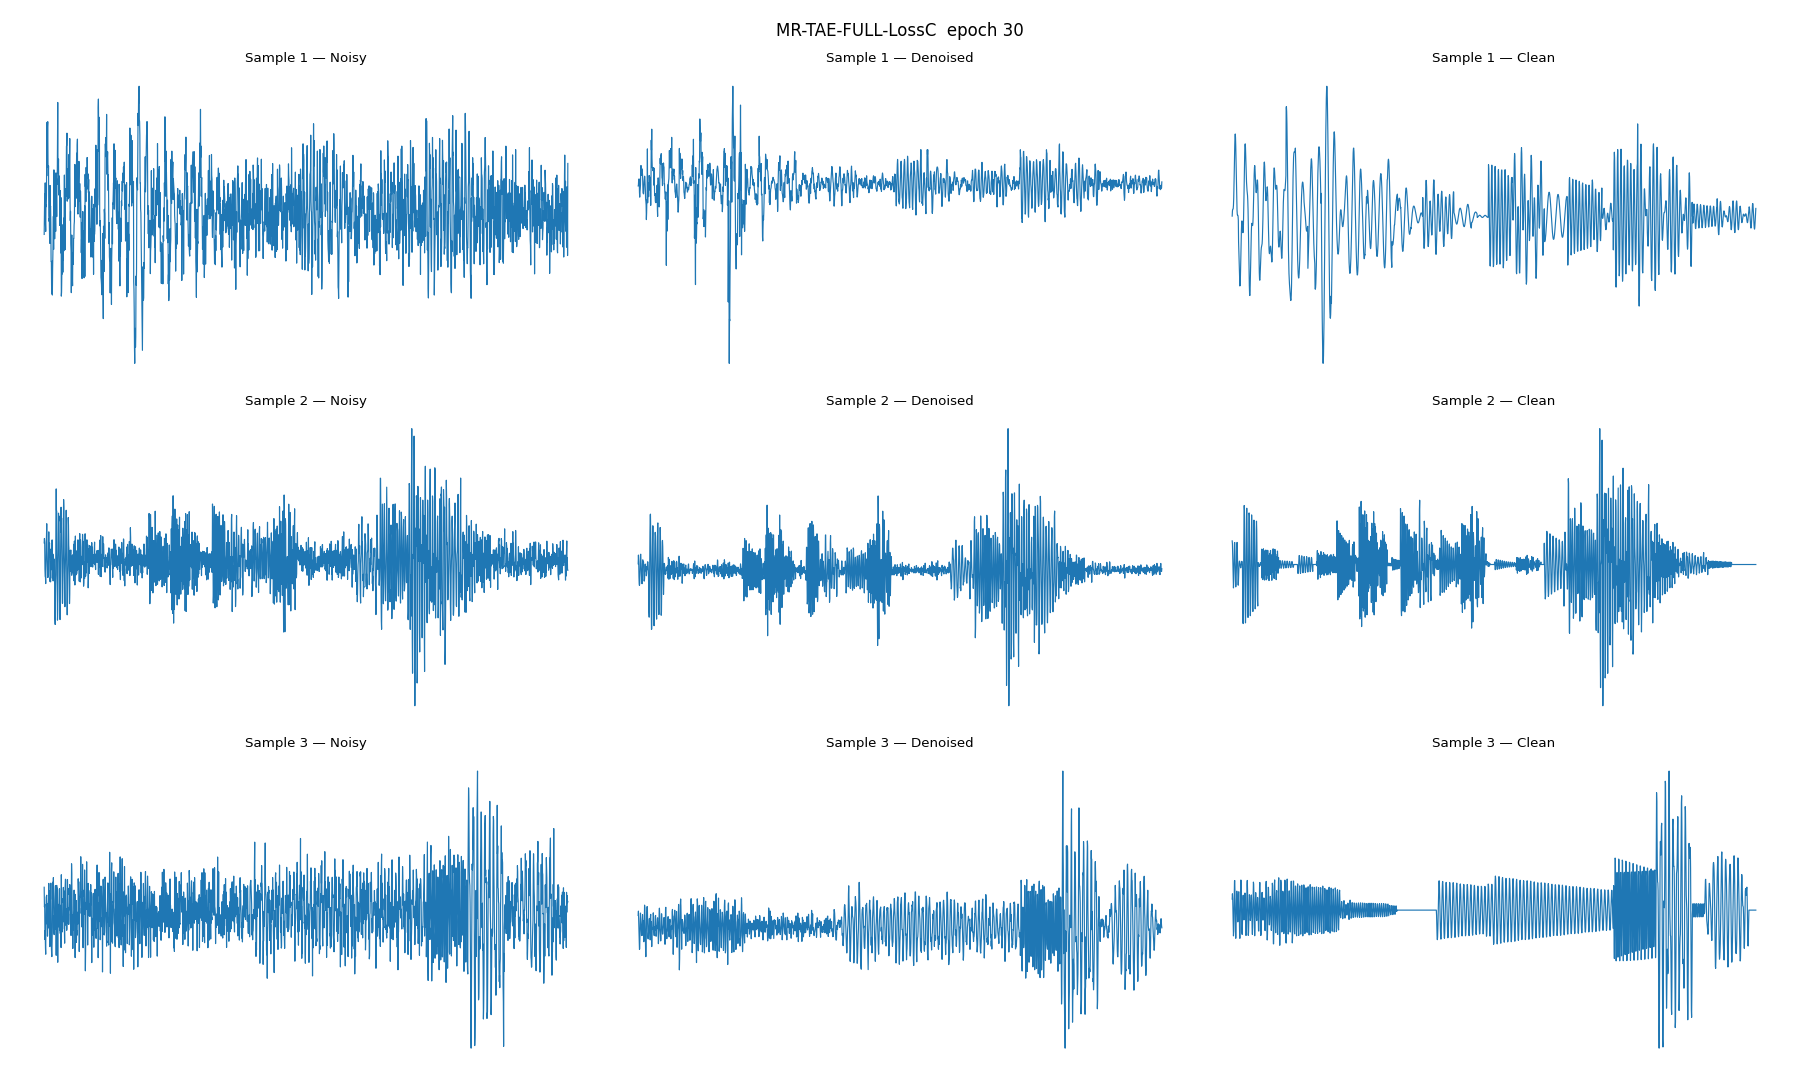 MR-TAE-FULL-LossC  epoch 30
Sample 1 — Noisy
Sample 1 — Denoised
Sample 1 — Clean
Sample 2 — Noisy
Sample 2 — Denoised
Sample 2 — Clean
Sample 3 — Noisy
Sample 3 — Denoised
Sample 3 — Clean